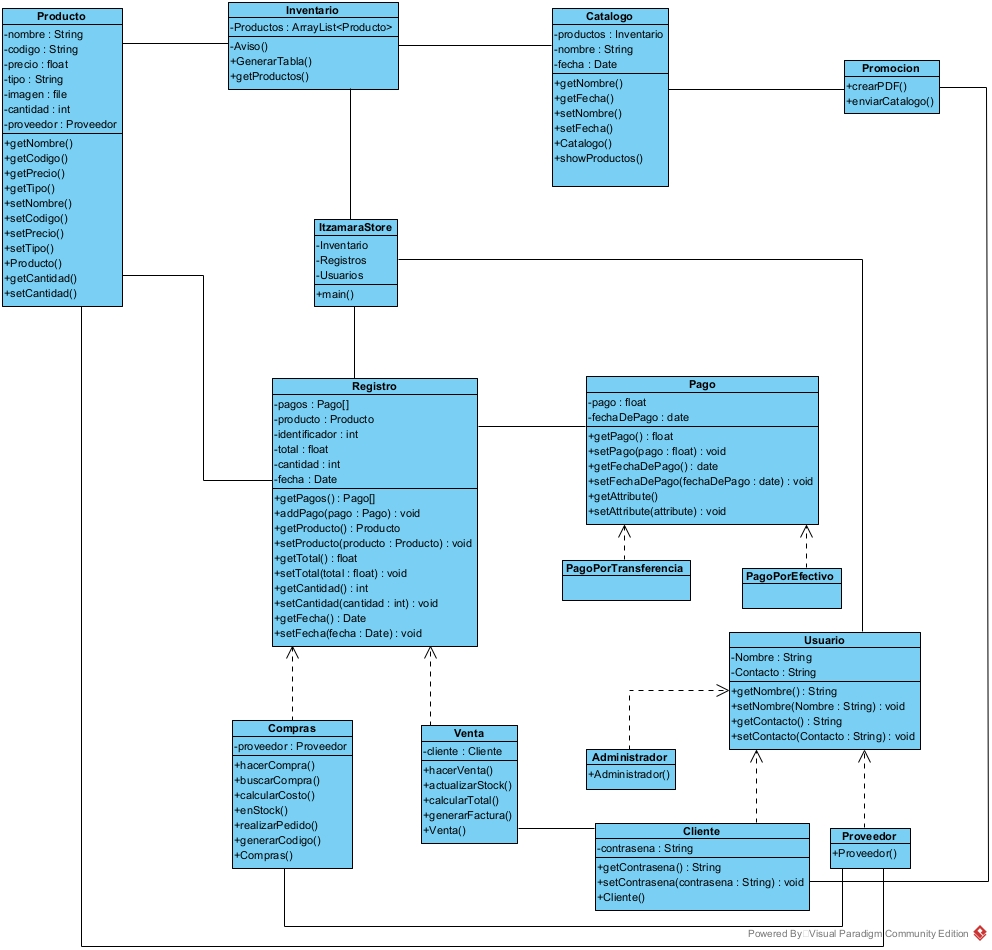 Producto
-nombre : String
-codigo : String
-precio : float
-tipo : String
-imagen : file
-cantidad : int
-proveedor : Proveedor
+getNombre()
+getCodigo()
+getPrecio()
+getTipo()
+setNombre()
+setCodigo()
+setPrecio()
+setTipo()
+Producto()
+getCantidad()
+setCantidad()
Inventario
-Productos : ArrayList<Producto>
-Aviso()
+GenerarTabla()
+getProductos()
Catalogo
-productos : Inventario
-nombre : String
-fecha : Date
+getNombre()
+getFecha()
+setNombre()
+setFecha()
+Catalogo()
+showProductos()
Promocion
+crearPDF()
+enviarCatalogo()
ItzamaraStore
-Inventario
-Registros
-Usuarios
+main()
Registro
-pagos : Pago[]
-producto : Producto
-identificador : int
-total : float
-cantidad : int
-fecha : Date
+getPagos() : Pago[]
+addPago(pago : Pago) : void
+getProducto() : Producto
+setProducto(producto : Producto) : void
+getTotal() : float
+setTotal(total : float) : void
+getCantidad() : int
+setCantidad(cantidad : int) : void
+getFecha() : Date
+setFecha(fecha : Date) : void
Pago
-pago : float
-fechaDePago : date
+getPago() : float
+setPago(pago : float) : void
+getFechaDePago() : date
+setFechaDePago(fechaDePago : date) : void
+getAttribute()
+setAttribute(attribute) : void
PagoPorTransferencia
PagoPorEfectivo
Usuario
-Nombre : String
-Contacto : String
+getNombre() : String
+setNombre(Nombre : String) : void
+getContacto() : String
+setContacto(Contacto : String) : void
Compras
-proveedor : Proveedor
+hacerCompra()
+buscarCompra()
+calcularCosto()
+enStock()
+realizarPedido()
+generarCodigo()
+Compras()
Venta
-cliente : Cliente
+hacerVenta()
+actualizarStock()
+calcularTotal()
+generarFactura()
+Venta()
Administrador
+Administrador()
Cliente
-contrasena : String
+getContrasena() : String
+setContrasena(contrasena : String) : void
+Cliente()
Proveedor
+Proveedor()
Powered By Visual Paradigm Community Edition